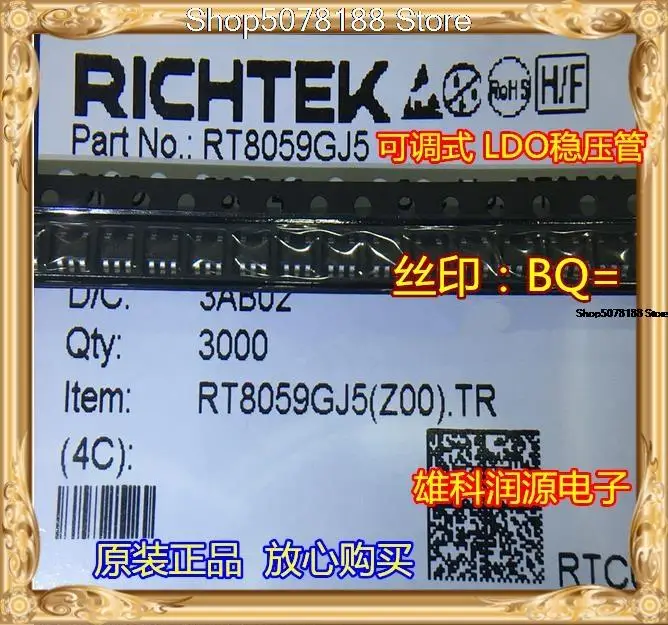 Shop5078188 Store
RICHTEK RoHS H/F
Part No.: RT8059GJ5 可调式 LDO稳压管
丝印：BQ=
D/C: 3AB02
Shop5078188 Store
Qty: 3000
Item: RT8059GJ5(Z00).TR
(4C):
雄科润源电子
原装正品 放心购买